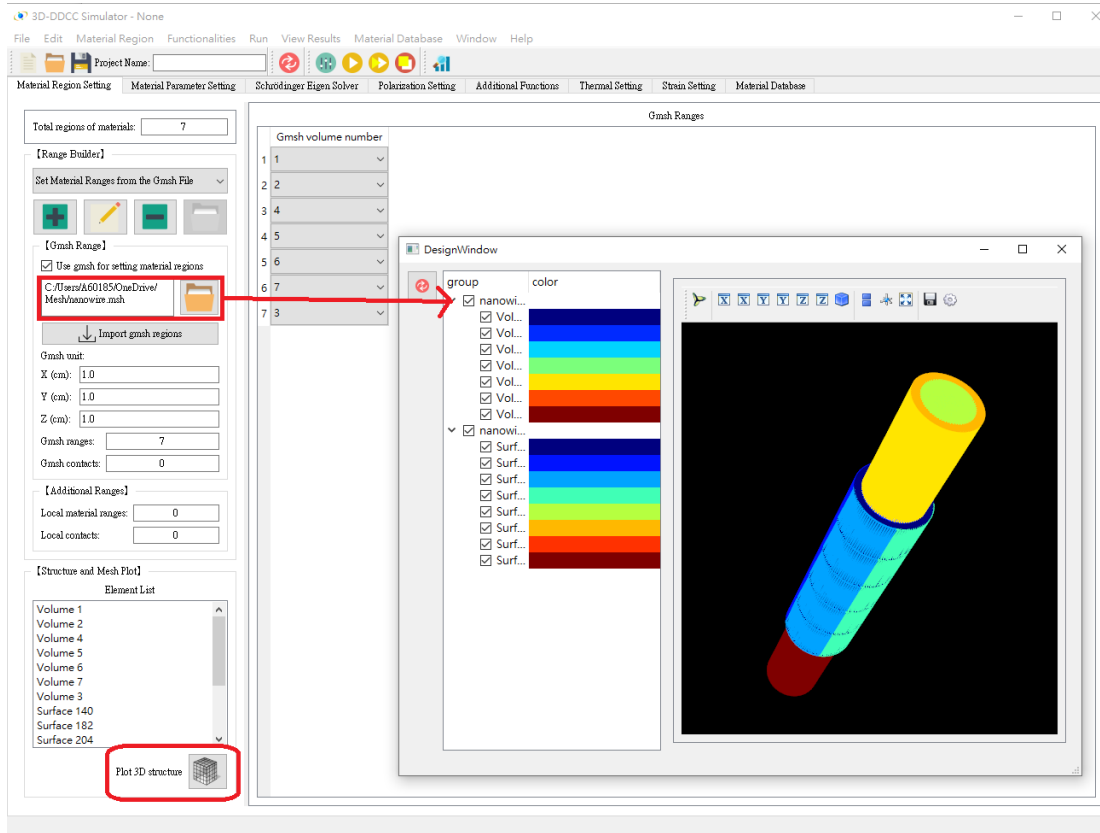 3D-DDCC Simulator - None
File Edit Material Region Functionalities Run View Results Material Database Window Help
Project Name:
Material Region Setting Material Parameter Setting Schrödinger Eigen Solver Polarization Setting Additional Functions Thermal Setting Strain Setting Material Database
Total regions of materials: 7
【Range Builder】
Set Material Ranges from the Gmsh File
【Gmsh Range】
Use gmsh for setting material regions
C:/Users/A60185/OneDrive/
Mesh/nanowire.msh
Import gmsh regions
Gmsh unit:
X (cm): 1.0
Y (cm): 1.0
Z (cm): 1.0
Gmsh ranges: 7
Gmsh contacts: 0
【Additional Ranges】
Local material ranges: 0
Local contacts: 0
【Structure and Mesh Plot】
Element List
Volume 1
Volume 2
Volume 4
Volume 5
Volume 6
Volume 7
Volume 3
Surface 140
Surface 182
Surface 204
Plot 3D structure
Gmsh Ranges
Gmsh volume number
1 1
2 2
3 4
4 5
5 6
6 7
7 3
DesignWindow
group color
nanowi...
Vol...
Vol...
Vol...
Vol...
Vol...
Vol...
Vol...
nanowi...
Surf...
Surf...
Surf...
Surf...
Surf...
Surf...
Surf...
Surf...
X X Y Y Z Z